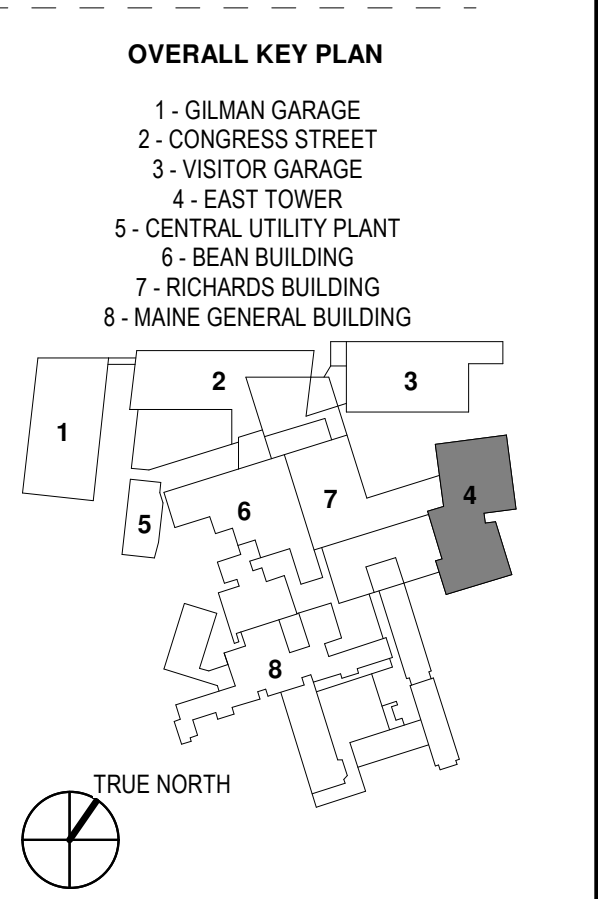 OVERALL KEY PLAN
1 - GILMAN GARAGE
2 - CONGRESS STREET
3 - VISITOR GARAGE
4 - EAST TOWER
5 - CENTRAL UTILITY PLANT
6 - BEAN BUILDING
7 - RICHARDS BUILDING
8 - MAINE GENERAL BUILDING
2
3
1
4
7
6
5
8
TRUE NORTH